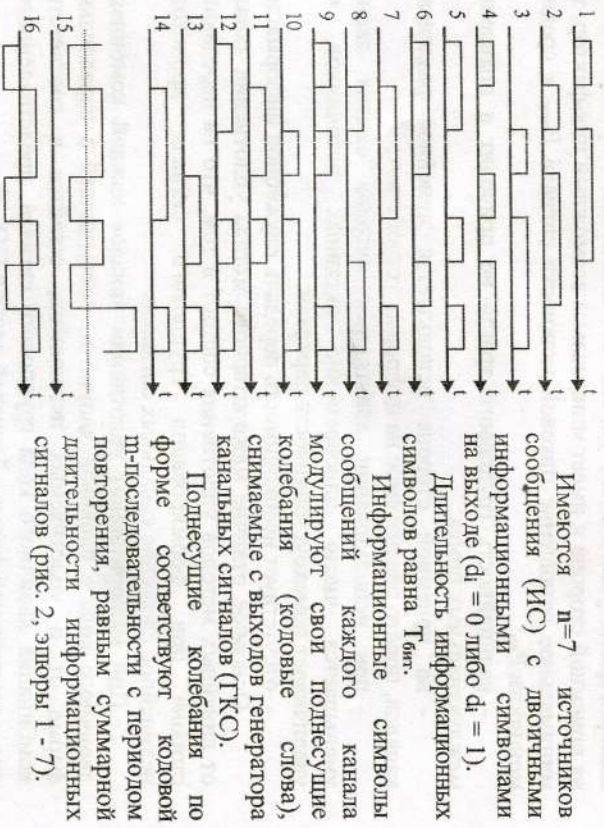 1
t
2
t
3
t
4
t
5
t
6
t
7
t
8
t
9
t
10
t
11
t
12
t
13
t
14
t
15
t
16
t
Имеются n=7 источников
сообщения (ИС) с двоичными
информационными символами
на выходе (di = 0 либо di = 1).
Длительность информационных
символов равна Tбит.
Информационные символы
сообщений каждого канала
модулируют свои поднесущие
колебания (кодовые слова),
снимаемые с выходов генератора
канальных сигналов (ГКС).
Поднесущие колебания по
форме соответствуют кодовой
m-последовательности с периодом
повторения, равным суммарной
длительности информационных
сигналов (рис. 2, эпюры 1 - 7).